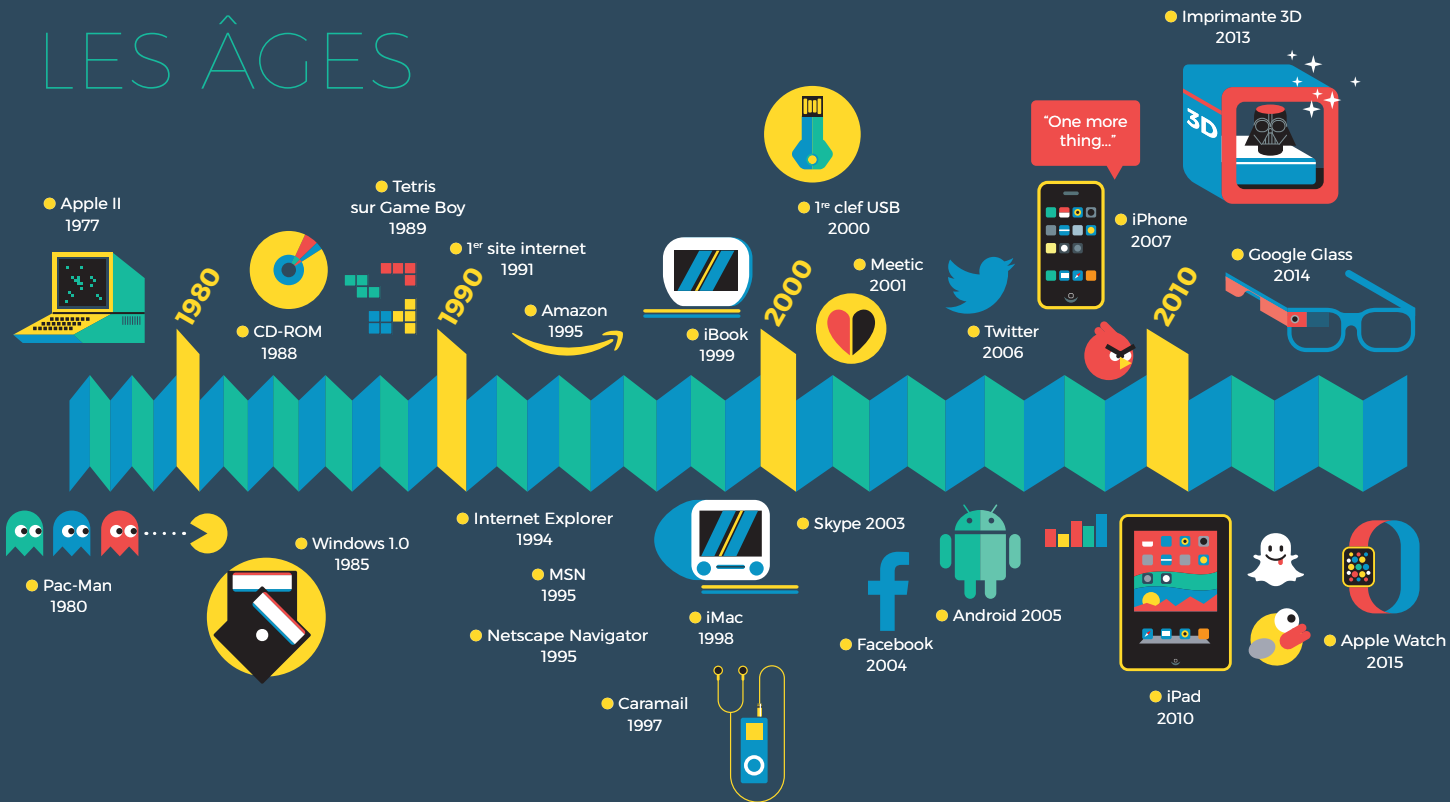 LES ÂGES
Imprimante 3D
2013
3D
"One more
thing..."
Apple II
1977
Tetris
sur Game Boy
1989
1er site internet
1991
1re clef USB
2000
iPhone
2007
Google Glass
2014
Meetic
2001
CD-ROM
1988
Amazon
1995
iBook
1999
Twitter
2006
1980
1990
2000
2010
Pac-Man
1980
Windows 1.0
1985
Internet Explorer
1994
MSN
1995
Netscape Navigator
1995
Caramail
1997
iMac
1998
Skype 2003
Facebook
2004
Android 2005
iPad
2010
Apple Watch
2015